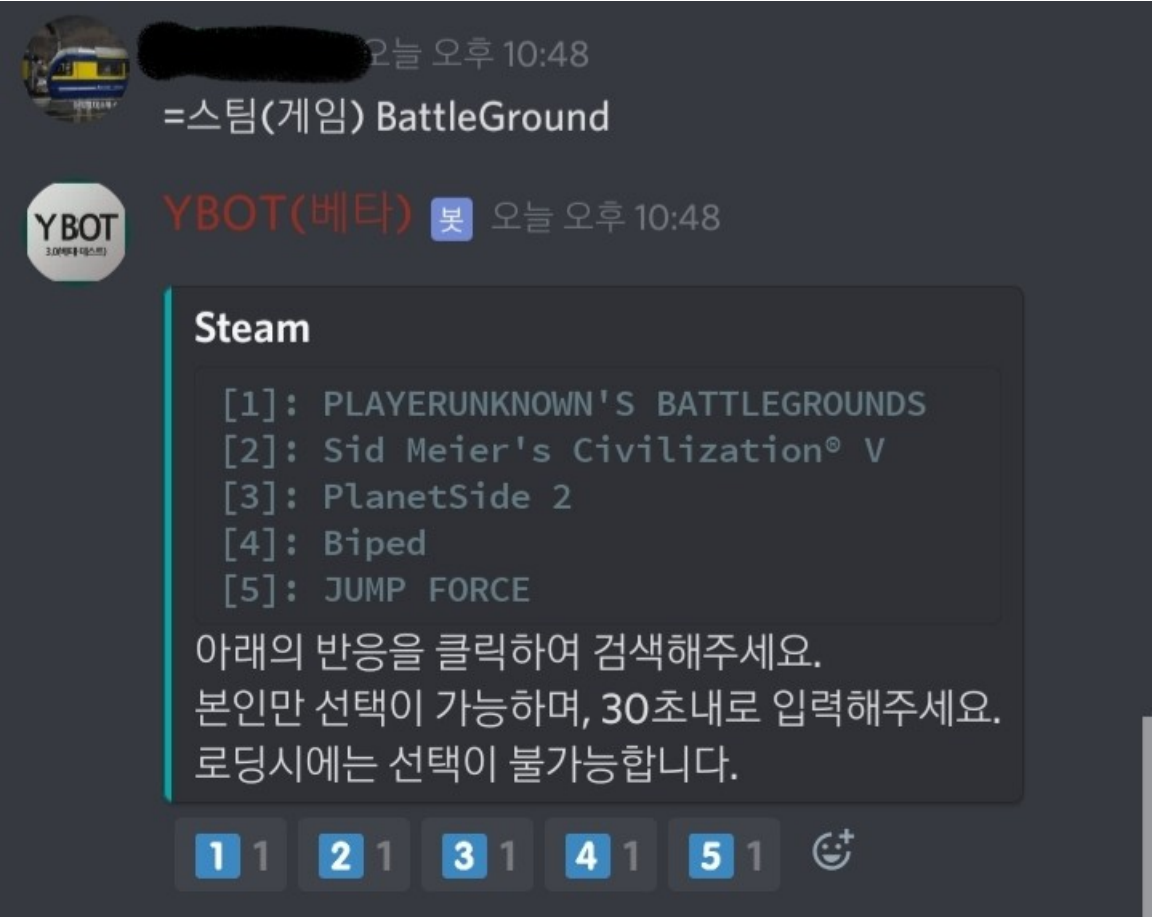 오늘 오후 10:48
=스팀(게임) BattleGround
Y BOT
YBOT(베타) 봇 오늘 오후 10:48
Steam
[1]: PLAYERUNKNOWN'S BATTLEGROUNDS
[2]: Sid Meier's Civilization® V
[3]: PlanetSide 2
[4]: Biped
[5]: JUMP FORCE
아래의 반응을 클릭하여 검색해주세요.
본인만 선택이 가능하며, 30초내로 입력해주세요.
로딩시에는 선택이 불가능합니다.
1 1 2 1 3 1 4 1 5 1